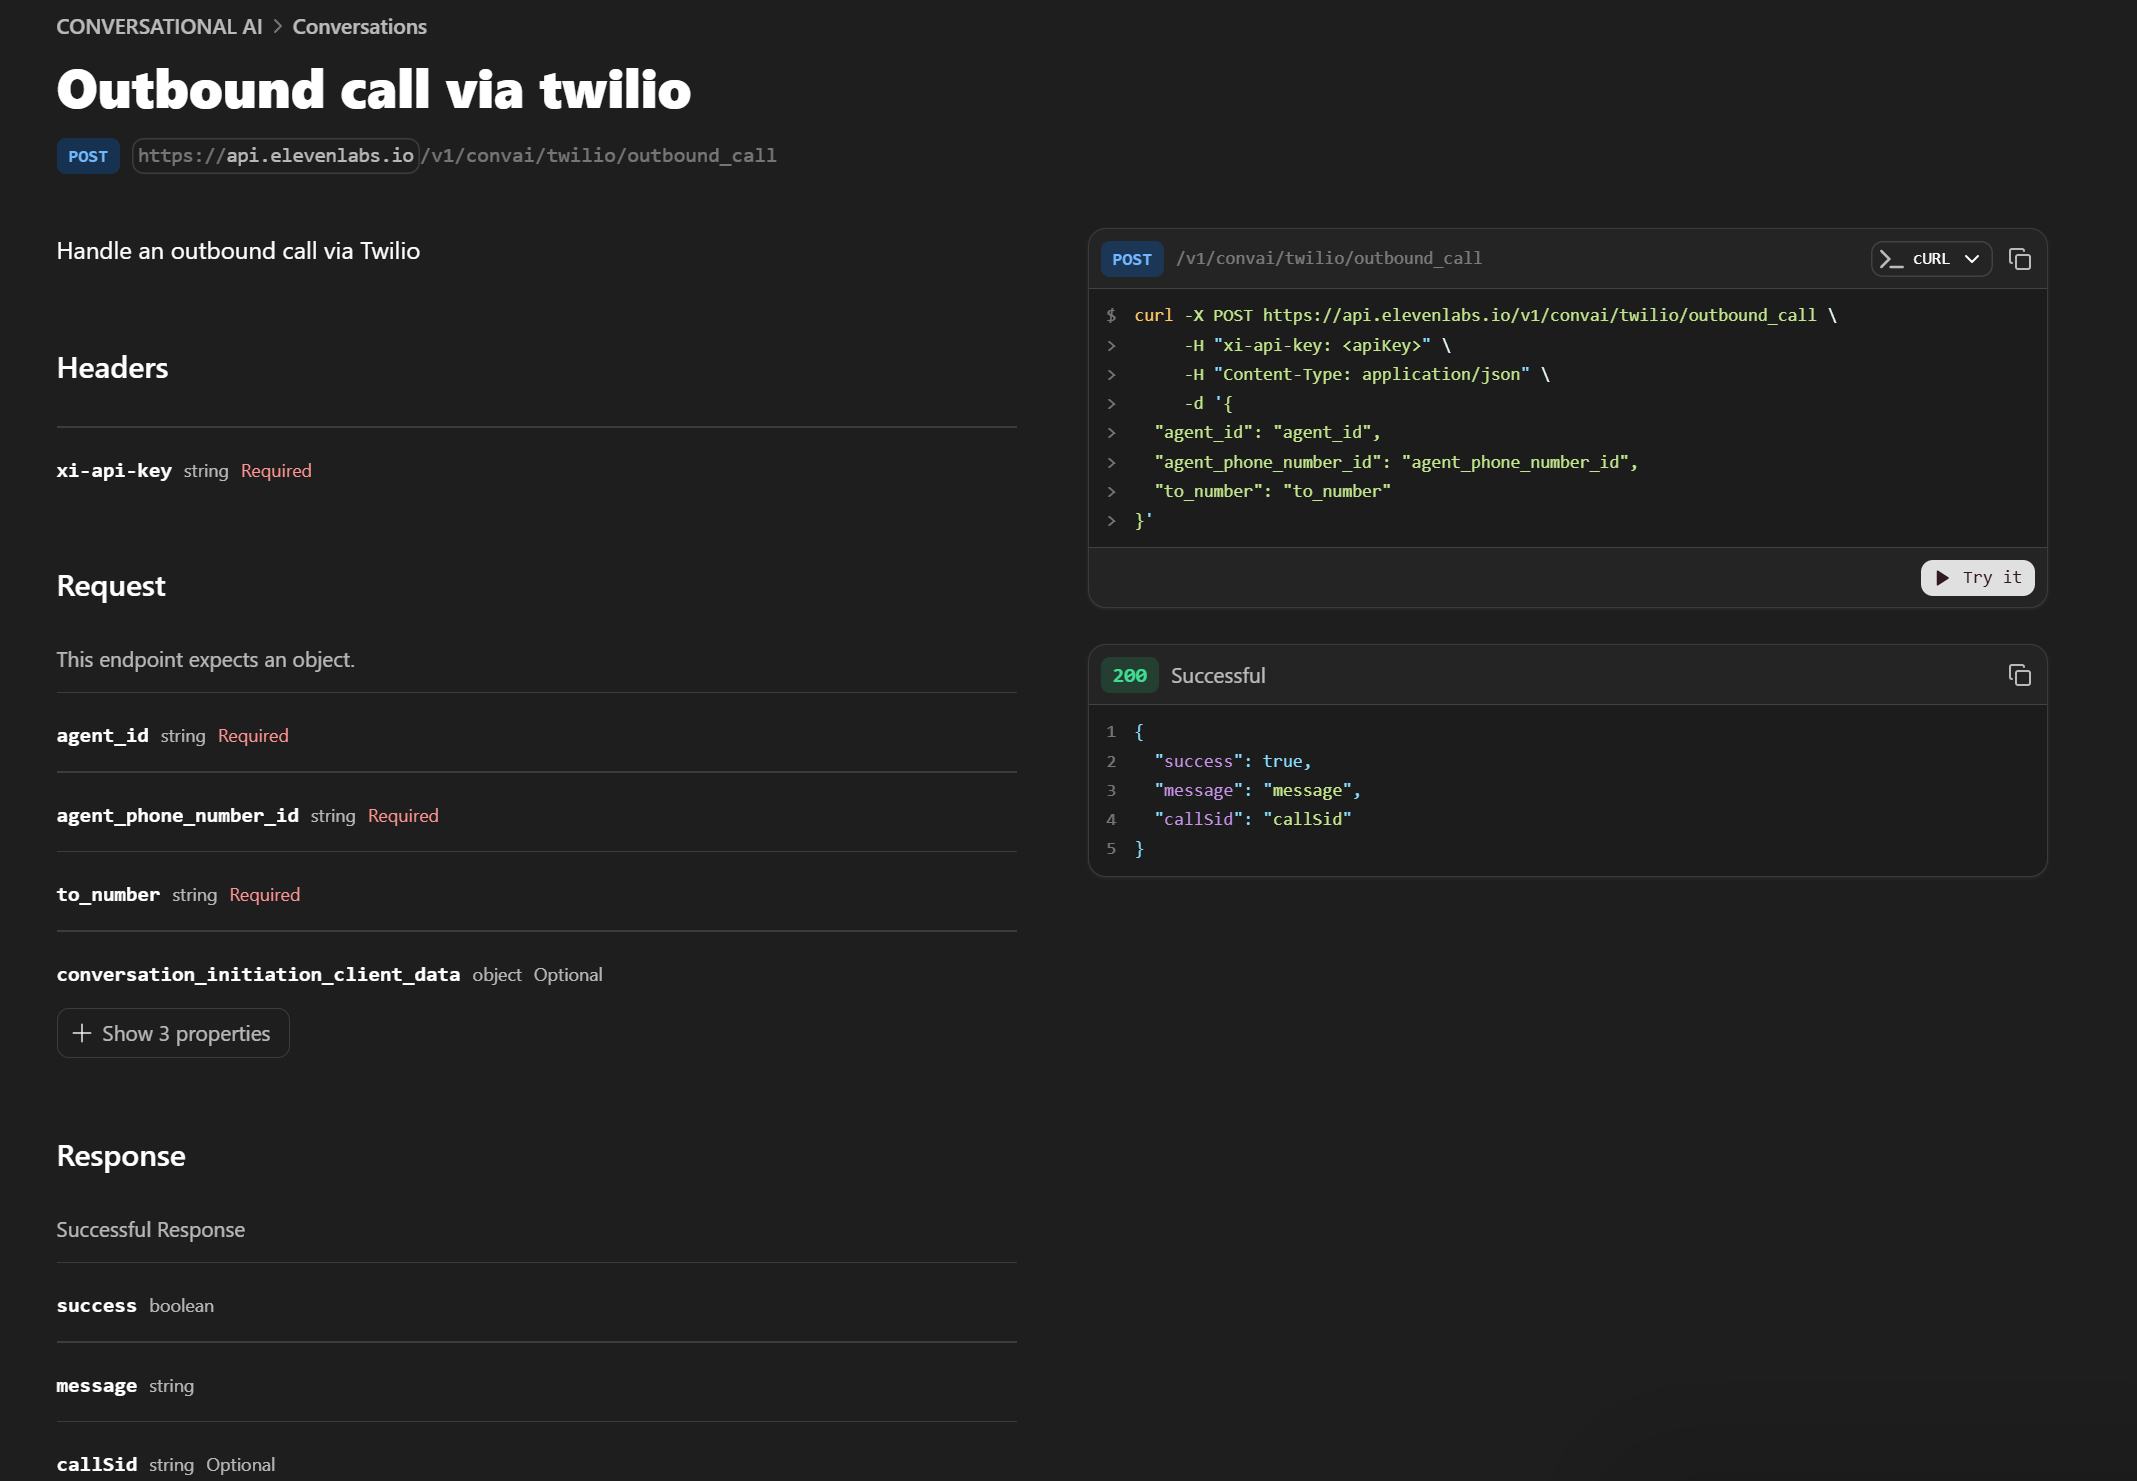 CONVERSATIONAL AI > Conversations
Outbound call via twilio
POST https://api.elevenlabs.io/v1/convai/twilio/outbound_call
Handle an outbound call via Twilio
Headers
xi-api-key string Required
Request
This endpoint expects an object.
agent_id string Required
agent_phone_number_id string Required
to_number string Required
conversation_initiation_client_data object Optional
+ Show 3 properties
Response
Successful Response
success boolean
message string
callSid string Optional
POST /v1/convai/twilio/outbound_call >_ cURL
$ curl -X POST https://api.elevenlabs.io/v1/convai/twilio/outbound_call \
> -H "xi-api-key: <apiKey>" \
> -H "Content-Type: application/json" \
> -d '{
> "agent_id": "agent_id",
> "agent_phone_number_id": "agent_phone_number_id",
> "to_number": "to_number"
> }'
Try it
200 Successful
1 {
2 "success": true,
3 "message": "message",
4 "callSid": "callSid"
5 }